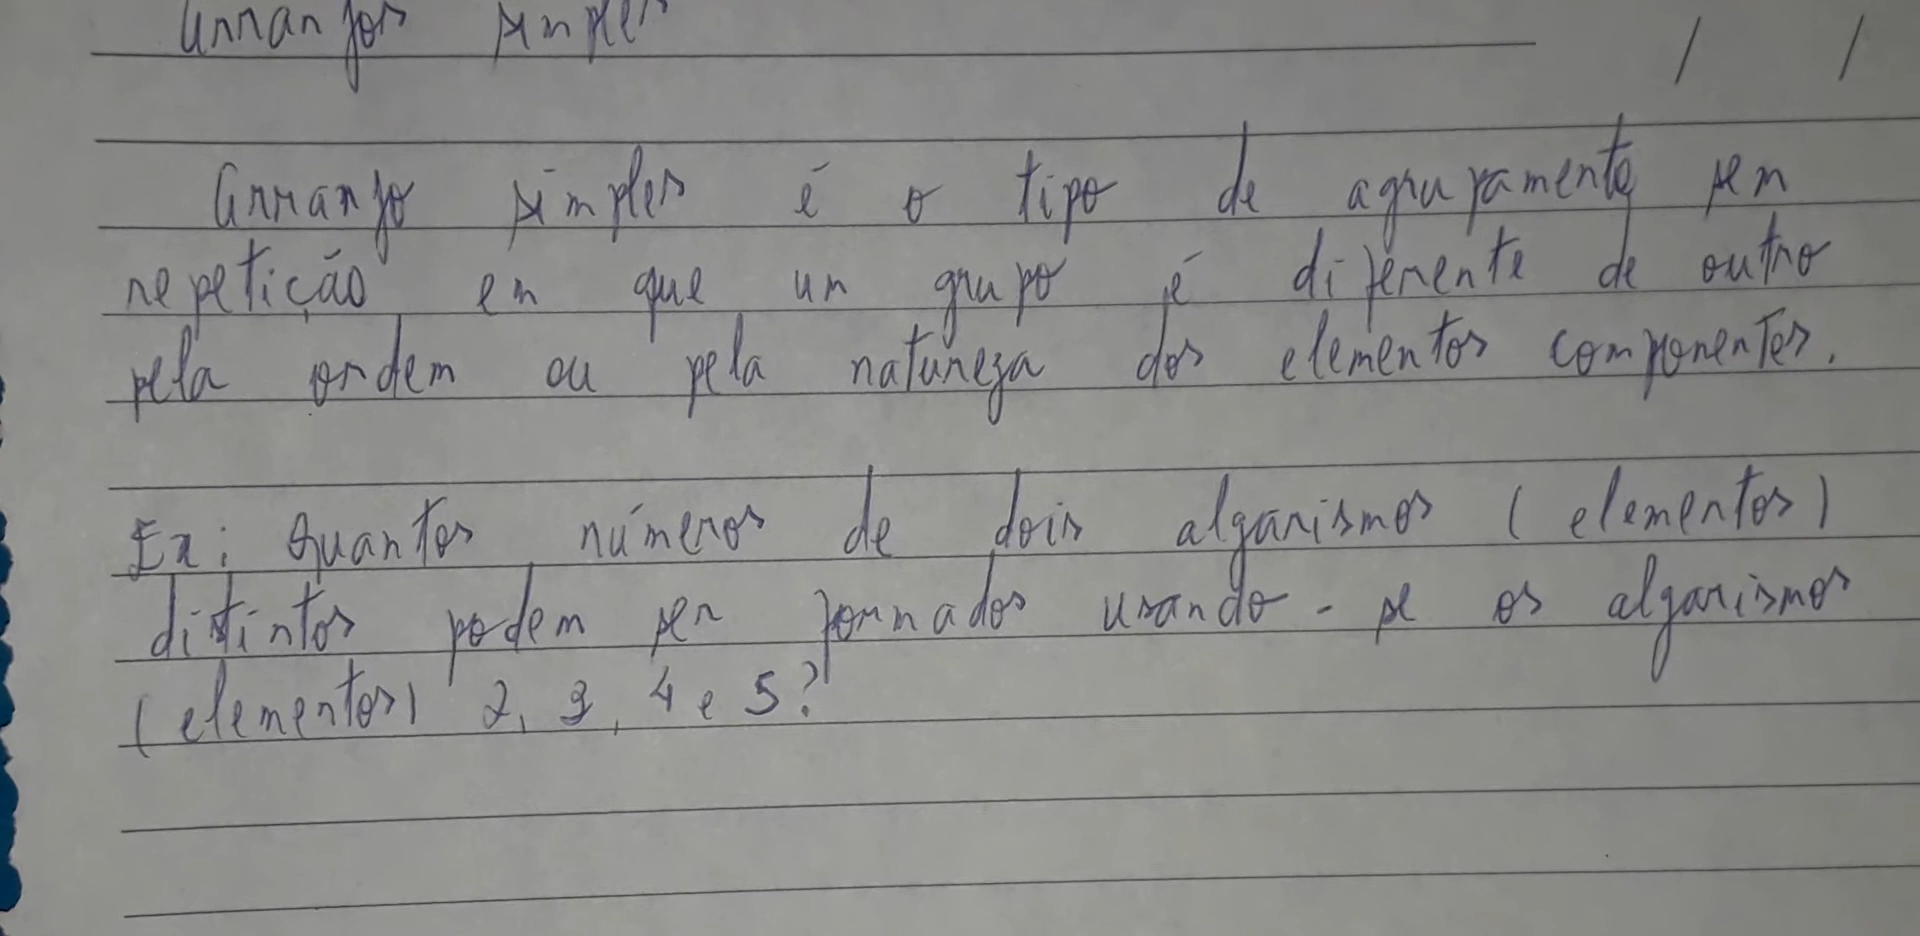 Arranjos simples
/ /
Arranjo simples é o tipo de agrupamento sem
repetição em que um grupo é diferente de outro
pela ordem ou pela natureza dos elementos componentes.
Ex: Quantos números de dois algarismos (elementos)
distintos podem ser formados usando-se os algarismos
(elementos) 2, 3, 4 e 5?